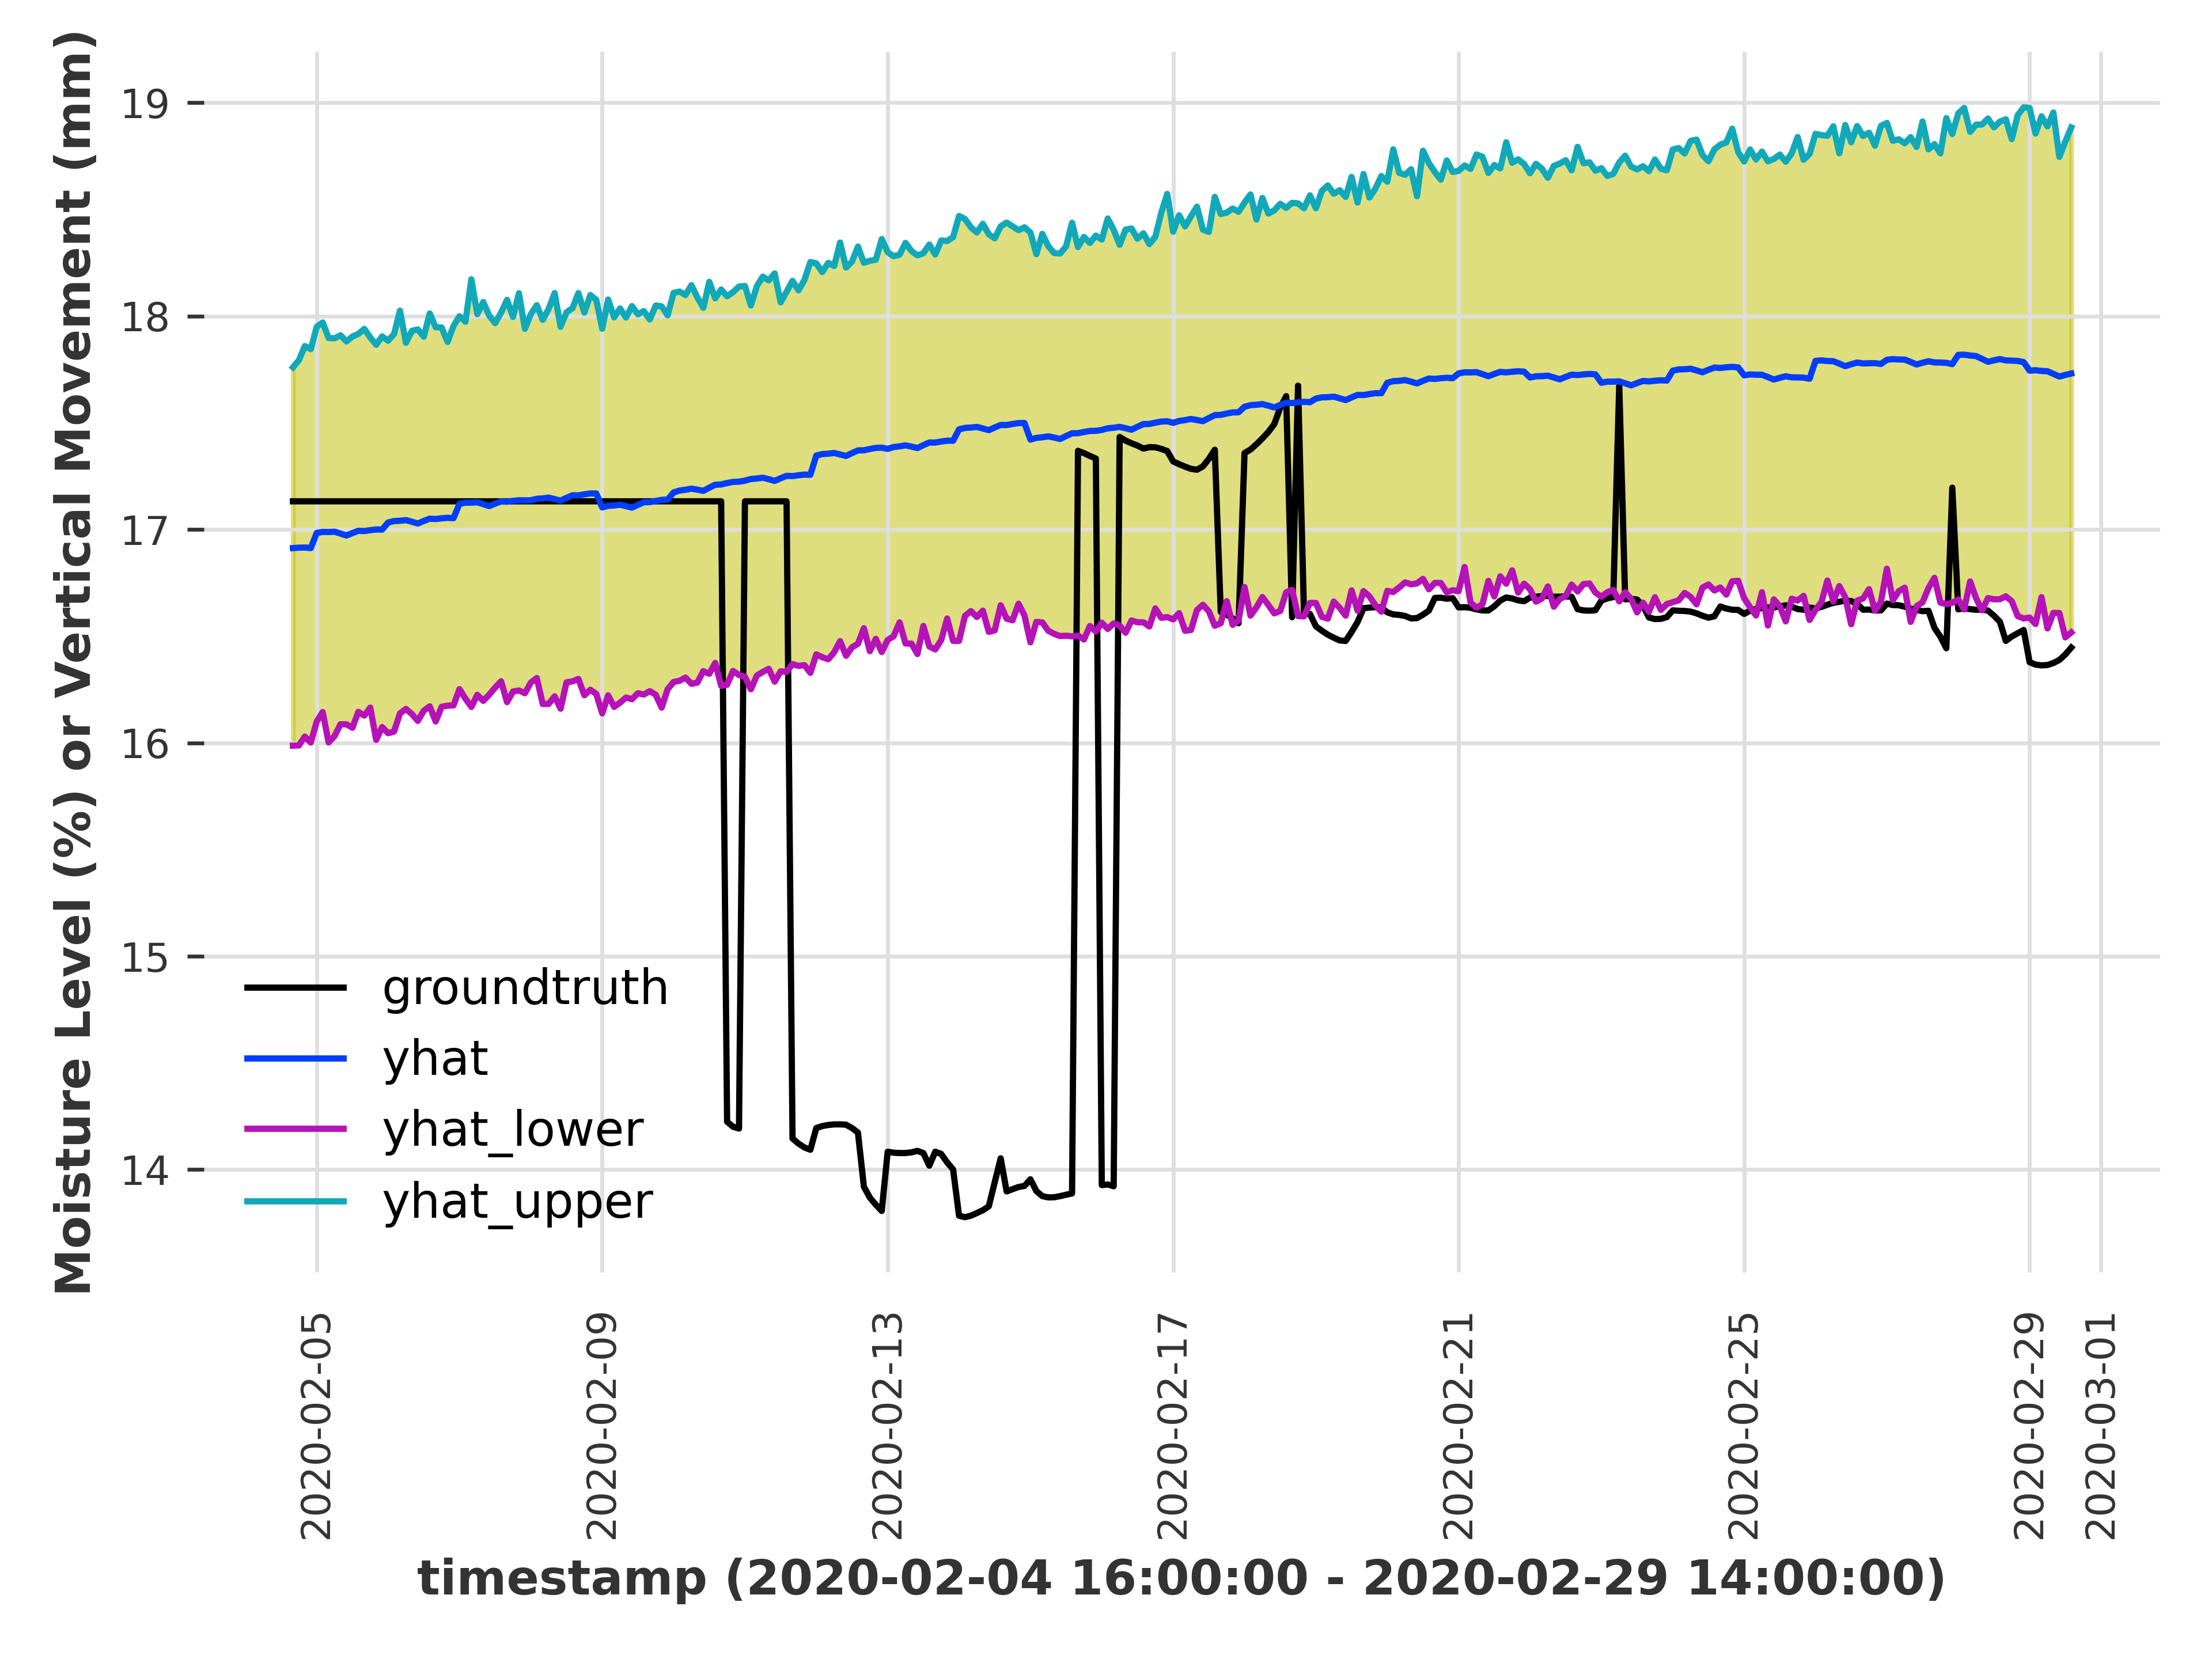 Moisture Level (%) or Vertical Movement (mm)
19
18
17
16
15
14
groundtruth
yhat
yhat_lower
yhat_upper
2020-02-05
2020-02-09
2020-02-13
2020-02-17
2020-02-21
2020-02-25
2020-02-29
2020-03-01
timestamp (2020-02-04 16:00:00 - 2020-02-29 14:00:00)